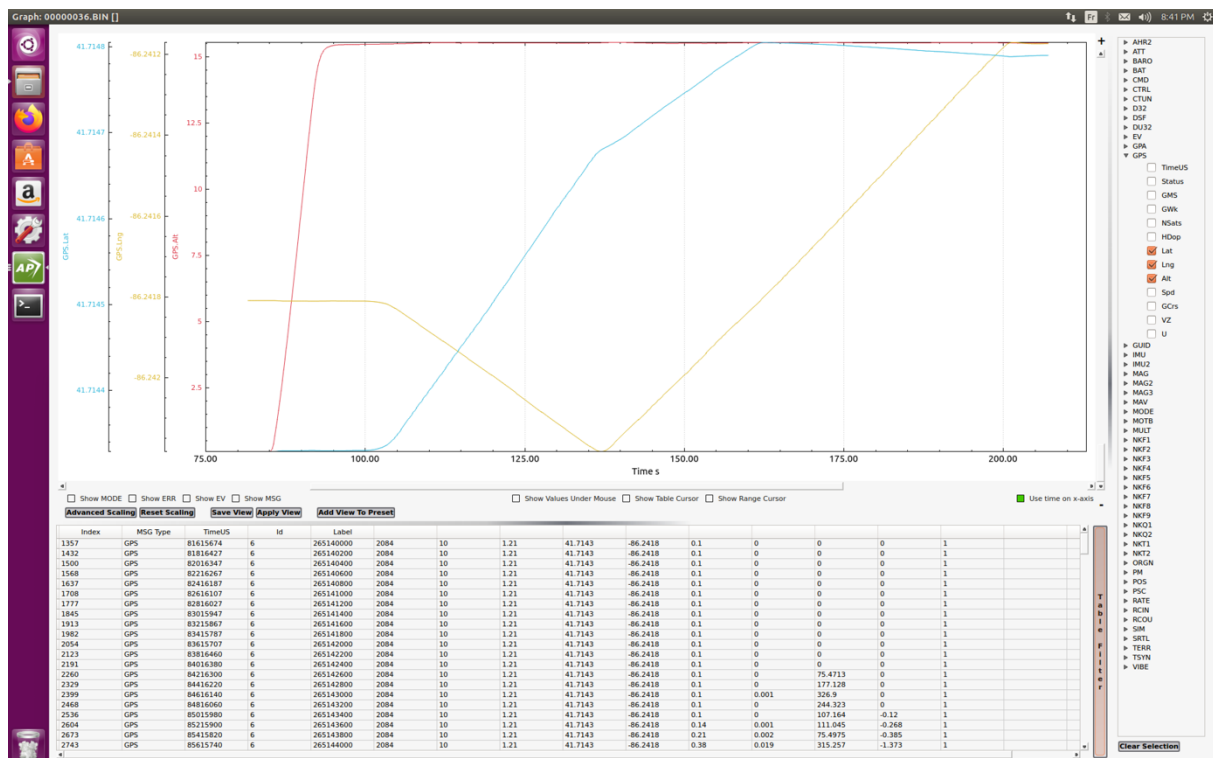 Graph: 00000036.BIN []
Fr
8:41 PM
41.7148
41.7147
41.7146
41.7145
41.7144
GPS.Lat
-86.2412
-86.2414
-86.2416
-86.2418
-86.242
GPS.Lng
15
12.5
10
7.5
5
2.5
GPS.Alt
75.00 100.00 125.00 150.00 175.00 200.00
Time s
+
Show MODE Show ERR Show EV Show MSG Show Values Under Mouse Show Table Cursor Show Range Cursor Use time on x-axis
-
Advanced Scaling Reset Scaling Save View Apply View Add View To Preset
Index MSG Type TimeUS Id Label
1357 GPS 81615674 6 265140000 2084 10 1.21 41.7143 -86.2418 0.1 0 0 0 1
1432 GPS 81816427 6 265140200 2084 10 1.21 41.7143 -86.2418 0.1 0 0 0 1
1500 GPS 82016347 6 265140400 2084 10 1.21 41.7143 -86.2418 0.1 0 0 0 1
1568 GPS 82216267 6 265140600 2084 10 1.21 41.7143 -86.2418 0.1 0 0 0 1
1637 GPS 82416187 6 265140800 2084 10 1.21 41.7143 -86.2418 0.1 0 0 0 1
1708 GPS 82616107 6 265141000 2084 10 1.21 41.7143 -86.2418 0.1 0 0 0 1
1777 GPS 82816027 6 265141200 2084 10 1.21 41.7143 -86.2418 0.1 0 0 0 1
1845 GPS 83015947 6 265141400 2084 10 1.21 41.7143 -86.2418 0.1 0 0 0 1
1913 GPS 83215867 6 265141600 2084 10 1.21 41.7143 -86.2418 0.1 0 0 0 1
1982 GPS 83415787 6 265141800 2084 10 1.21 41.7143 -86.2418 0.1 0 0 0 1
2054 GPS 83615707 6 265142000 2084 10 1.21 41.7143 -86.2418 0.1 0 0 0 1
2123 GPS 83816460 6 265142200 2084 10 1.21 41.7143 -86.2418 0.1 0 0 0 1
2191 GPS 84016380 6 265142400 2084 10 1.21 41.7143 -86.2418 0.1 0 0 0 1
2260 GPS 84216300 6 265142600 2084 10 1.21 41.7143 -86.2418 0.1 0 75.4713 0 1
2329 GPS 84416220 6 265142800 2084 10 1.21 41.7143 -86.2418 0.1 0 177.128 0 1
2399 GPS 84616140 6 265143000 2084 10 1.21 41.7143 -86.2418 0.1 0.001 326.9 0 1
2468 GPS 84816060 6 265143200 2084 10 1.21 41.7143 -86.2418 0.1 0 244.323 0 1
2536 GPS 85015980 6 265143400 2084 10 1.21 41.7143 -86.2418 0.1 0 107.164 -0.12 1
2604 GPS 85215900 6 265143600 2084 10 1.21 41.7143 -86.2418 0.14 0.001 111.045 -0.268 1
2673 GPS 85415820 6 265143800 2084 10 1.21 41.7143 -86.2418 0.21 0.002 75.4975 -0.385 1
2743 GPS 85615740 6 265144000 2084 10 1.21 41.7143 -86.2418 0.38 0.019 315.257 -1.373 1
Table Filter
AHR2
ATT
BARO
BAT
CMD
CTRL
CTUN
D32
DSF
DU32
EV
GPA
GPS
TimeUS
Status
GMS
GWk
NSats
HDop
Lat
Lng
Alt
Spd
GCrs
VZ
U
GUID
IMU
IMU2
MAG
MAG2
MAG3
MAV
MODE
MOTB
MULT
NKF1
NKF2
NKF3
NKF4
NKF5
NKF6
NKF7
NKF8
NKF9
NKQ1
NKQ2
NKT1
NKT2
ORGN
PM
POS
PSC
RATE
RCIN
RCOU
SIM
SRTL
TERR
TSYN
VIBE
Clear Selection
A
a
AP
>_